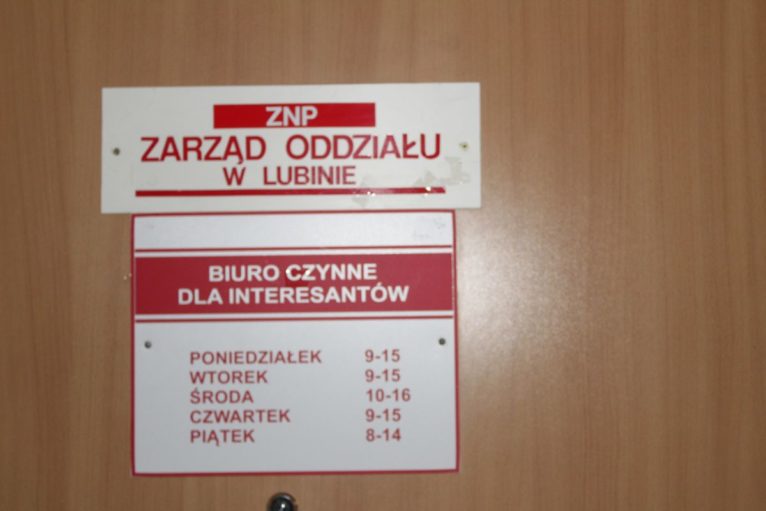 ZNP
ZARZĄD ODDZIAŁU
W LUBINIE
BIURO CZYNNE
DLA INTERESANTÓW
PONIEDZIAŁEK 9-15
WTOREK 9-15
ŚRODA 10-16
CZWARTEK 9-15
PIĄTEK 8-14